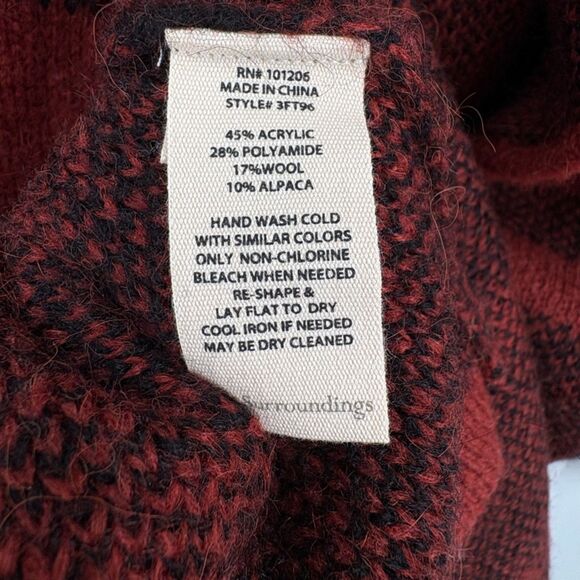 RN# 101206
MADE IN CHINA
STYLE# 3FT96
45% ACRYLIC
28% POLYAMIDE
17%WOOL
10% ALPACA
HAND WASH COLD
WITH SIMILAR COLORS
ONLY NON-CHLORINE
BLEACH WHEN NEEDED
RE-SHAPE &
LAY FLAT TO DRY
COOL IRON IF NEEDED
MAY BE DRY CLEANED
Surroundings